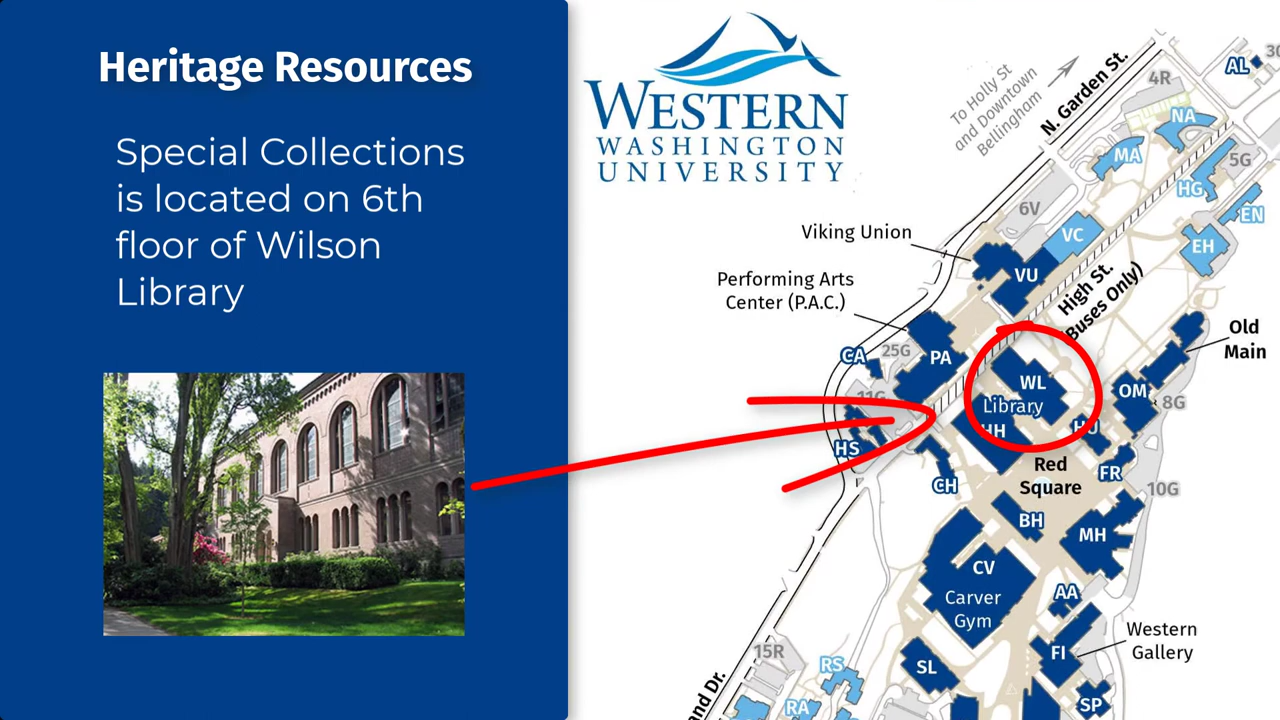 Heritage Resources
Special Collections
is located on 6th
floor of Wilson
Library
WESTERN
WASHINGTON
UNIVERSITY
To Holly St
and Downtown
Bellingham
N. Garden St.
AL
4R
NA
MA
5G
HG
EN
6V
VC
EH
Viking Union
VU
High St.
Buses Only)
Performing Arts
Center (P.A.C.)
Old
Main
CA
25G
PA
WL
Library
OM
8G
11G
HH
HU
HS
CH
Red
Square
FR
10G
BH
MH
CV
Carver
Gym
AA
Western
Gallery
FI
15R
RS
SL
RA
SP